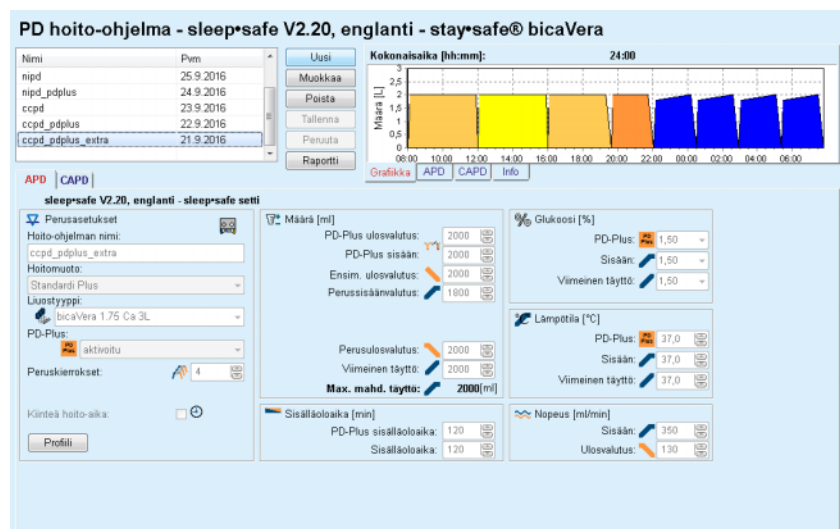 PD hoito-ohjelma - sleep•safe V2.20, englanti - stay•safe® bicaVera
Nimi Pvm
nipd 25.9.2016
nipd_pdplus 24.9.2016
ccpd 23.9.2016
ccpd_pdplus 22.9.2016
ccpd_pdplus_extra 21.9.2016
Uusi
Muokkaa
Poista
Tallenna
Peruuta
Raportti
Kokonaisaika [hh:mm]: 24:00
Määrä [L]
3
2,5
2
1,5
1
0,5
0
08:00 10:00 12:00 14:00 16:00 18:00 20:00 22:00 00:00 02:00 04:00 06:00
Grafiikka APD CAPD Info
APD CAPD
sleep•safe V2.20, englanti - sleep•safe setti
Perusasetukset
Hoito-ohjelman nimi:
ccpd_pdplus_extra
Hoitomuoto:
Standardi Plus
Liuostyyppi:
bicaVera 1.75 Ca 3L
PD-Plus:
PD Plus aktivoitu
Peruskierrokset: 4
Kiinteä hoito-aika:
Profiili
Määrä [ml]
PD-Plus ulosvalutus: 2000
PD-Plus sisään: 2000
Ensim. ulosvalutus: 2000
Perussisäänvalutus: 1800
Perusulosvalutus: 2000
Viimeinen täyttö: 2000
Max. mahd. täyttö: 2000[ml]
Sisälläoloaika [min]
PD-Plus sisälläoloaika: 120
Sisälläoloaika: 120
Glukoosi [%]
PD-Plus: PD Plus 1,50
Sisään: 1,50
Viimeinen täyttö: 1,50
Lämpötila [°C]
PD-Plus: PD Plus 37,0
Sisään: 37,0
Viimeinen täyttö: 37,0
Nopeus [ml/min]
Sisään: 350
Ulosvalutus: 130